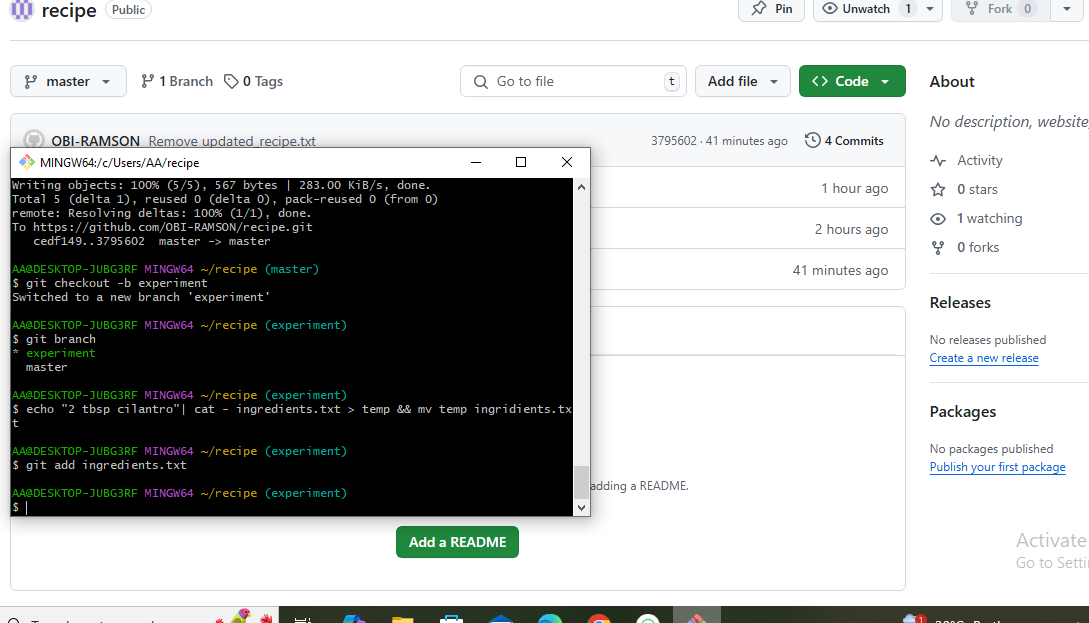 recipe Public
Pin
Unwatch 1
Fork 0
master
1 Branch
0 Tags
Go to file t
Add file
Code
About
OBI-RAMSON Remove updated_recipe.txt
3795602 · 41 minutes ago
4 Commits
No description, website,
MINGW64:/c/Users/AA/recipe
Writing objects: 100% (5/5), 567 bytes | 283.00 KiB/s, done.
Total 5 (delta 1), reused 0 (delta 0), pack-reused 0 (from 0)
remote: Resolving deltas: 100% (1/1), done.
To https://github.com/OBI-RAMSON/recipe.git
cedf149..3795602 master -> master
AA@DESKTOP-JUBG3RF MINGW64 ~/recipe (master)
$ git checkout -b experiment
Switched to a new branch 'experiment'
AA@DESKTOP-JUBG3RF MINGW64 ~/recipe (experiment)
$ git branch
* experiment
master
AA@DESKTOP-JUBG3RF MINGW64 ~/recipe (experiment)
$ echo "2 tbsp cilantro"| cat - ingredients.txt > temp && mv temp ingridients.tx
t
AA@DESKTOP-JUBG3RF MINGW64 ~/recipe (experiment)
$ git add ingredients.txt
AA@DESKTOP-JUBG3RF MINGW64 ~/recipe (experiment)
$
1 hour ago
2 hours ago
41 minutes ago
adding a README.
Add a README
Activity
0 stars
1 watching
0 forks
Releases
No releases published
Create a new release
Packages
No packages published
Publish your first package
Activate
Go to Setti
1